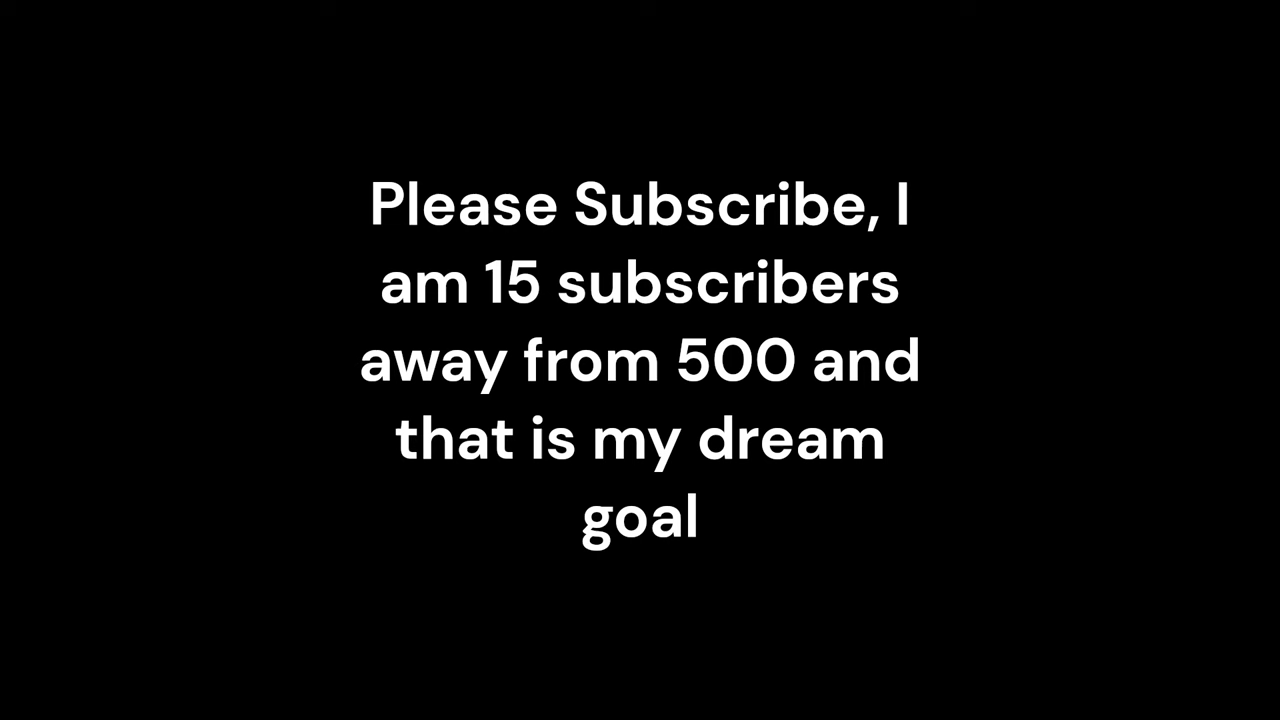 Please Subscribe, I
am 15 subscribers
away from 500 and
that is my dream
goal